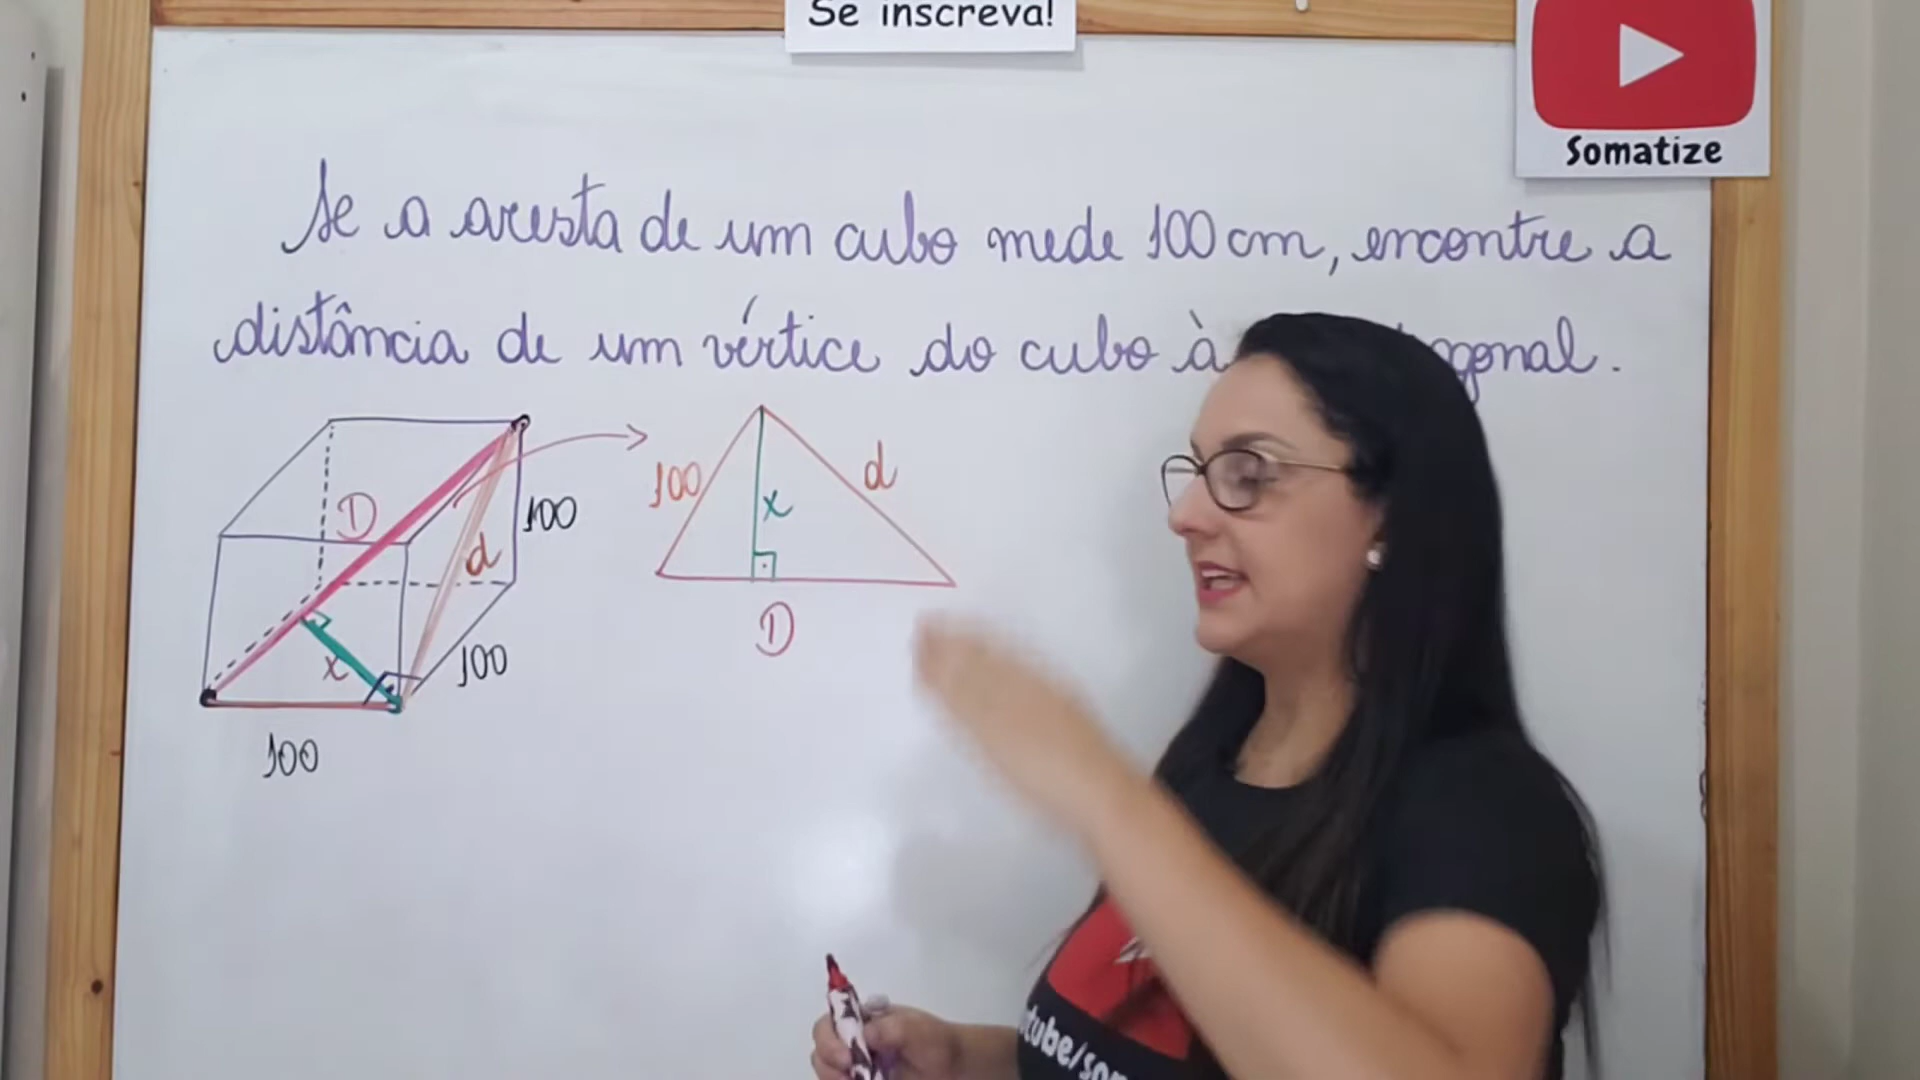 Se inscreva!
Somatize
Se a aresta de um cubo mede 100 cm, encontre a
distância de um vértice do cubo à
D
d
100
x
100
100
100
x
d
D